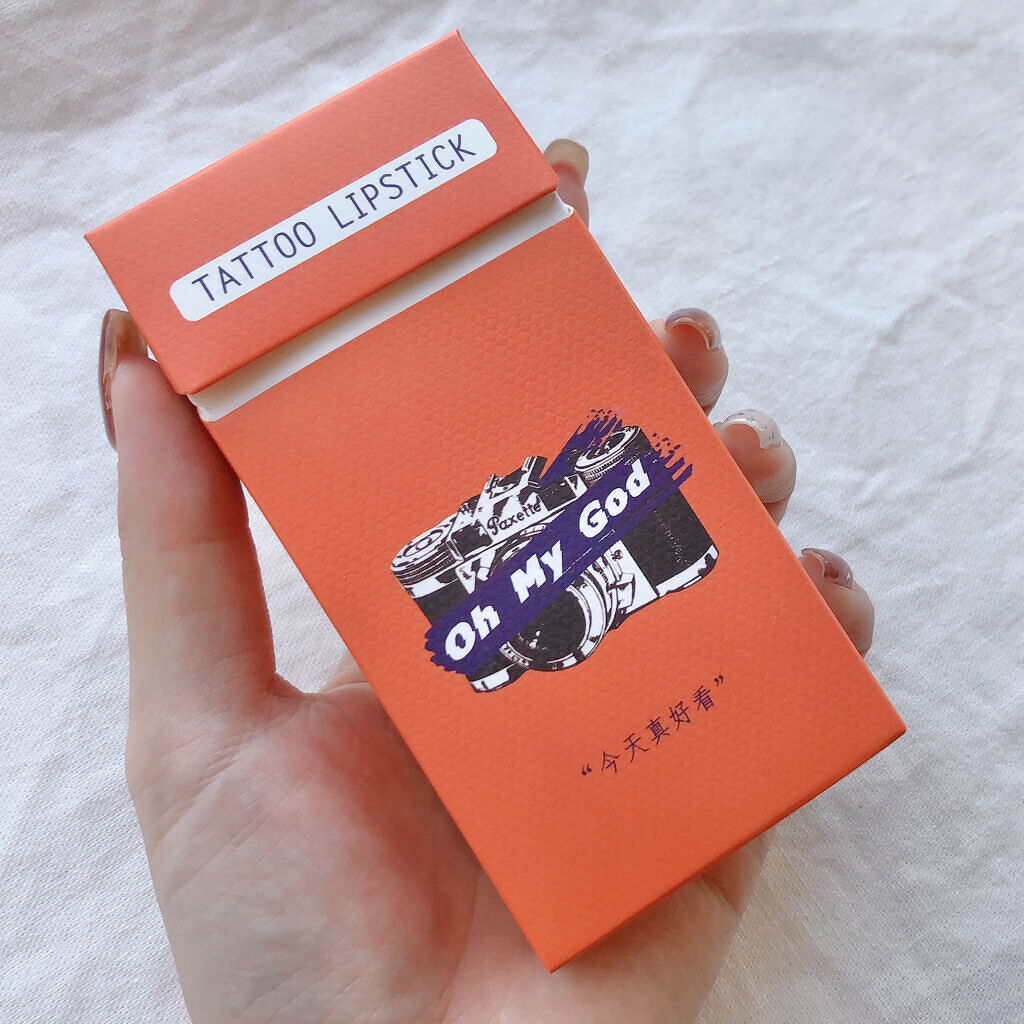 TATTOO LIPSTICK
Paxette
Oh My God
“今天真好看”